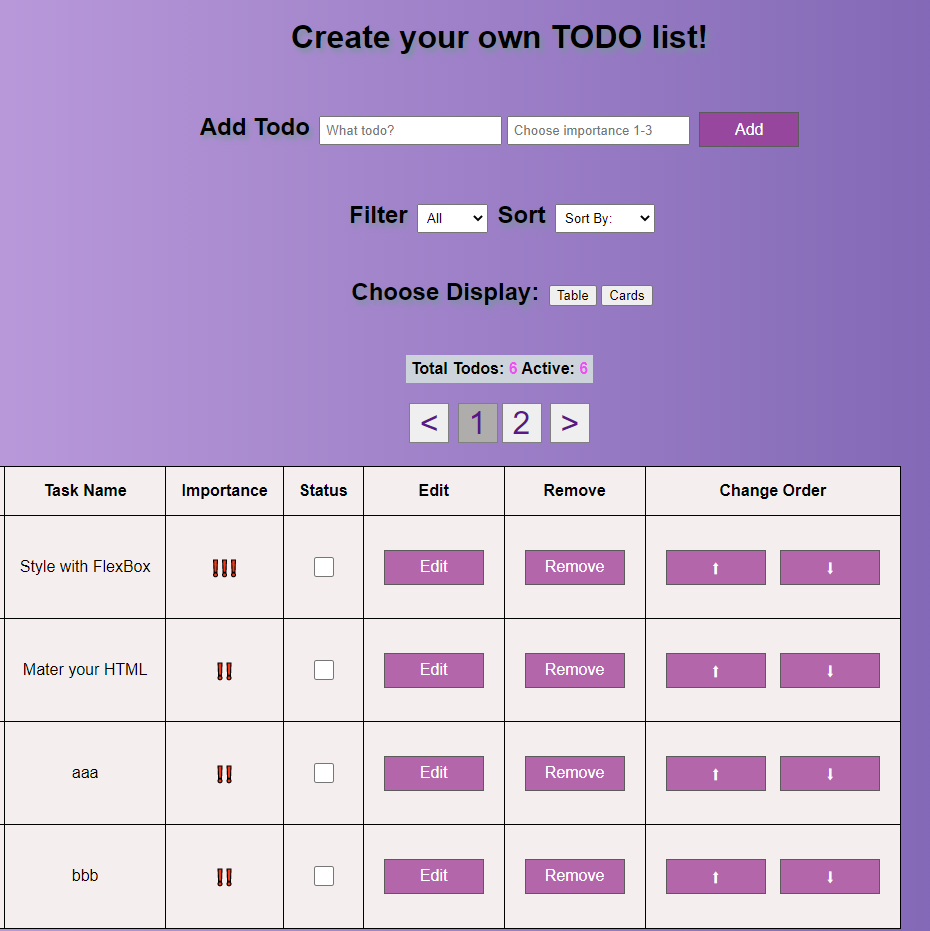 Create your own TODO list!
Add Todo What todo? Choose importance 1-3 Add
Filter All Sort Sort By:
Choose Display: Table Cards
Total Todos: 6 Active: 6
< 1 2 >
Task Name Importance Status Edit Remove Change Order
Style with FlexBox !!! Edit Remove ⬆ ⬇
Mater your HTML !! Edit Remove ⬆ ⬇
aaa !! Edit Remove ⬆ ⬇
bbb !! Edit Remove ⬆ ⬇